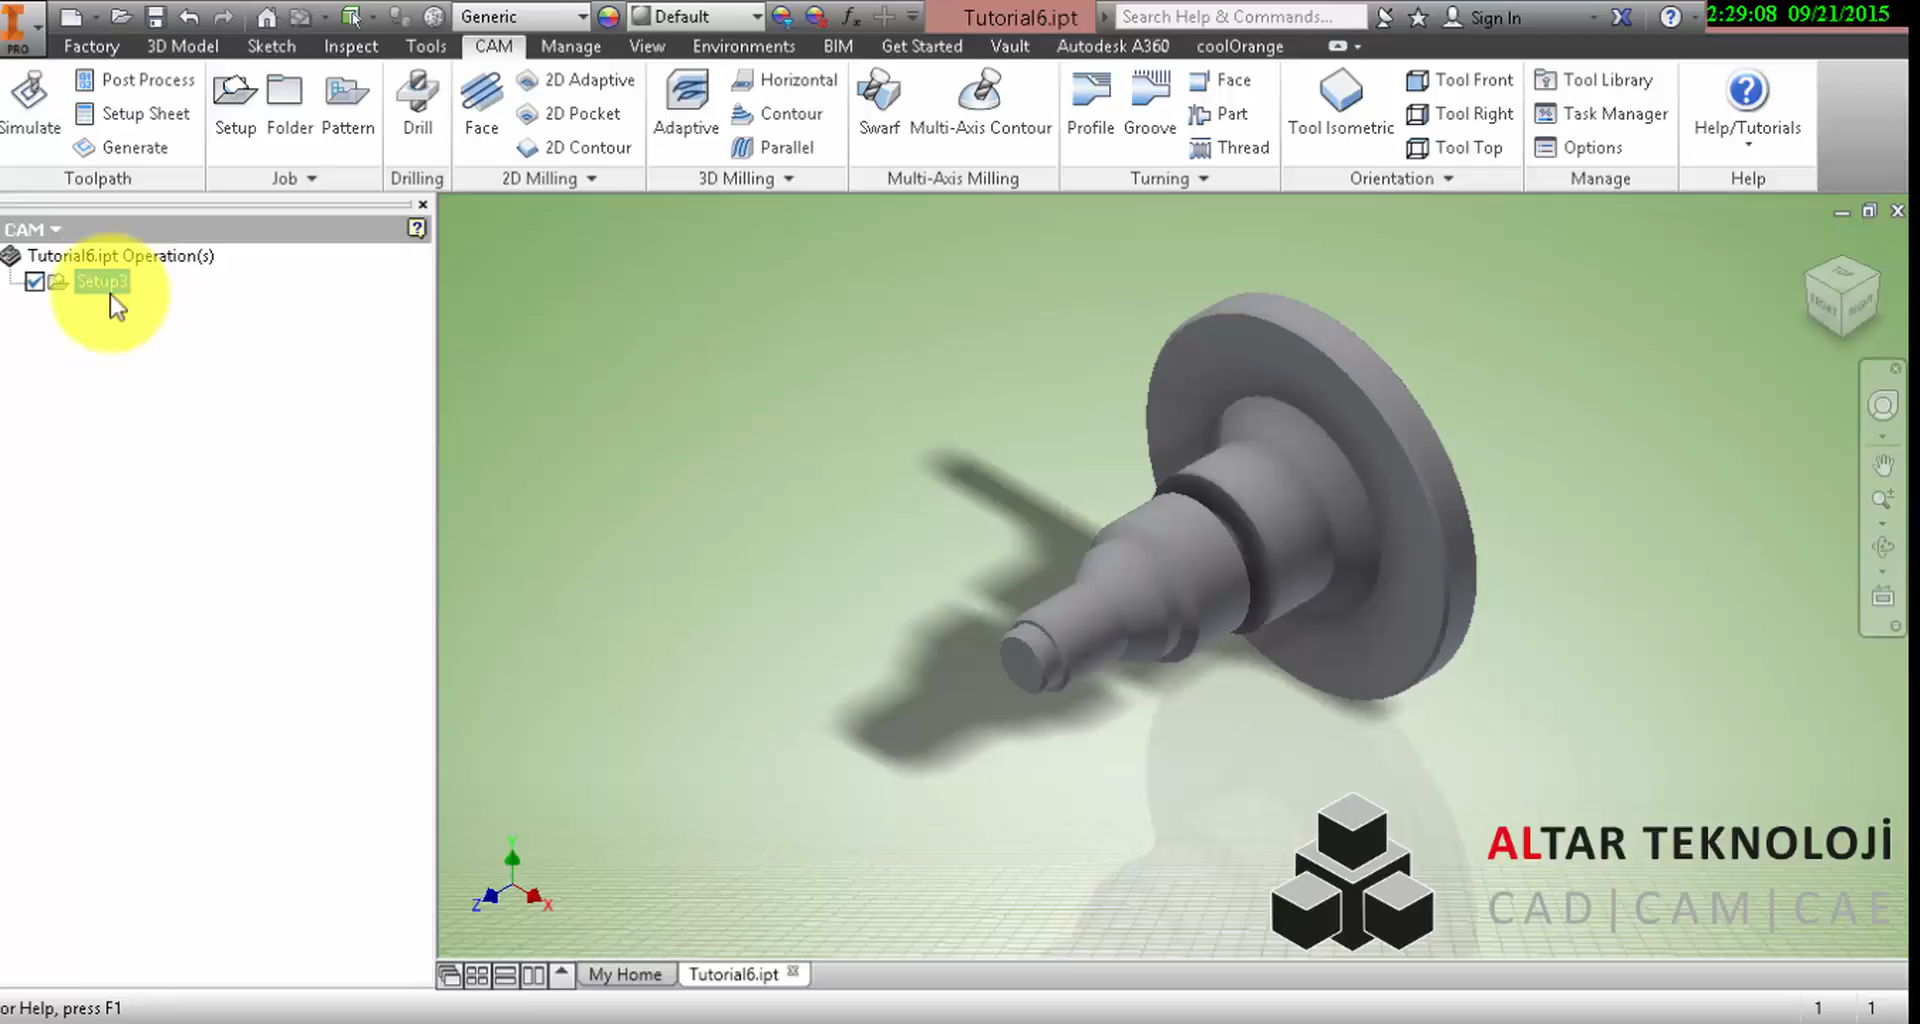 Generic
Default
Tutorial6.ipt
Search Help & Commands...
Sign In
2:29:08 09/21/2015
PRO
Factory
3D Model
Sketch
Inspect
Tools
CAM
Manage
View
Environments
BIM
Get Started
Vault
Autodesk A360
coolOrange
Simulate
Post Process
Setup Sheet
Generate
Toolpath
Setup
Folder
Pattern
Job
Drill
Drilling
Face
2D Adaptive
2D Pocket
2D Contour
2D Milling
Adaptive
Horizontal
Contour
Parallel
3D Milling
Swarf
Multi-Axis Contour
Multi-Axis Milling
Profile
Groove
Face
Part
Thread
Turning
Tool Isometric
Tool Front
Tool Right
Tool Top
Orientation
Tool Library
Task Manager
Options
Manage
Help/Tutorials
Help
CAM
Tutorial6.ipt Operation(s)
Setup3
TOP
FRONT
RIGHT
Y
Z
X
ALTAR TEKNOLOJİ
CAD|CAM|CAE
My Home
Tutorial6.ipt
or Help, press F1
1
1